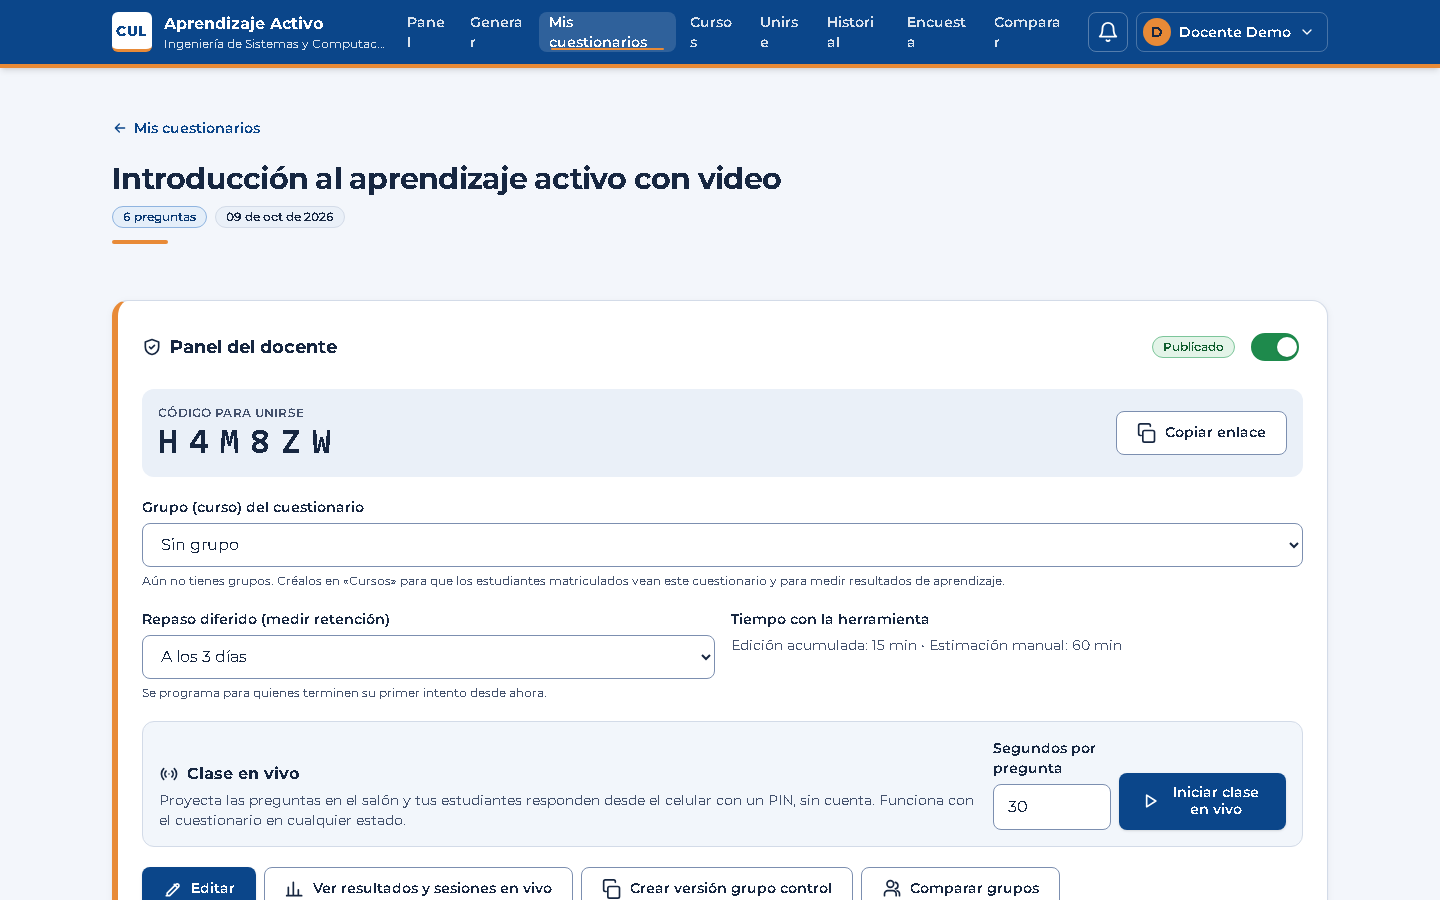 CUL
Aprendizaje Activo
Ingeniería de Sistemas y Computac...
Pane
l
Genera
r
Mis
cuestionarios
Curso
s
Unirs
e
Histori
al
Encuest
a
Compara
r
D
Docente Demo
Mis cuestionarios
Introducción al aprendizaje activo con video
6 preguntas
09 de oct de 2026
Panel del docente
Publicado
CÓDIGO PARA UNIRSE
H4M8ZW
Copiar enlace
Grupo (curso) del cuestionario
Sin grupo
Aún no tienes grupos. Créalos en «Cursos» para que los estudiantes matriculados vean este cuestionario y para medir resultados de aprendizaje.
Repaso diferido (medir retención)
A los 3 días
Se programa para quienes terminen su primer intento desde ahora.
Tiempo con la herramienta
Edición acumulada: 15 min · Estimación manual: 60 min
Clase en vivo
Proyecta las preguntas en el salón y tus estudiantes responden desde el celular con un PIN, sin cuenta. Funciona con
el cuestionario en cualquier estado.
Segundos por
pregunta
30
Iniciar clase
en vivo
Editar
Ver resultados y sesiones en vivo
Crear versión grupo control
Comparar grupos